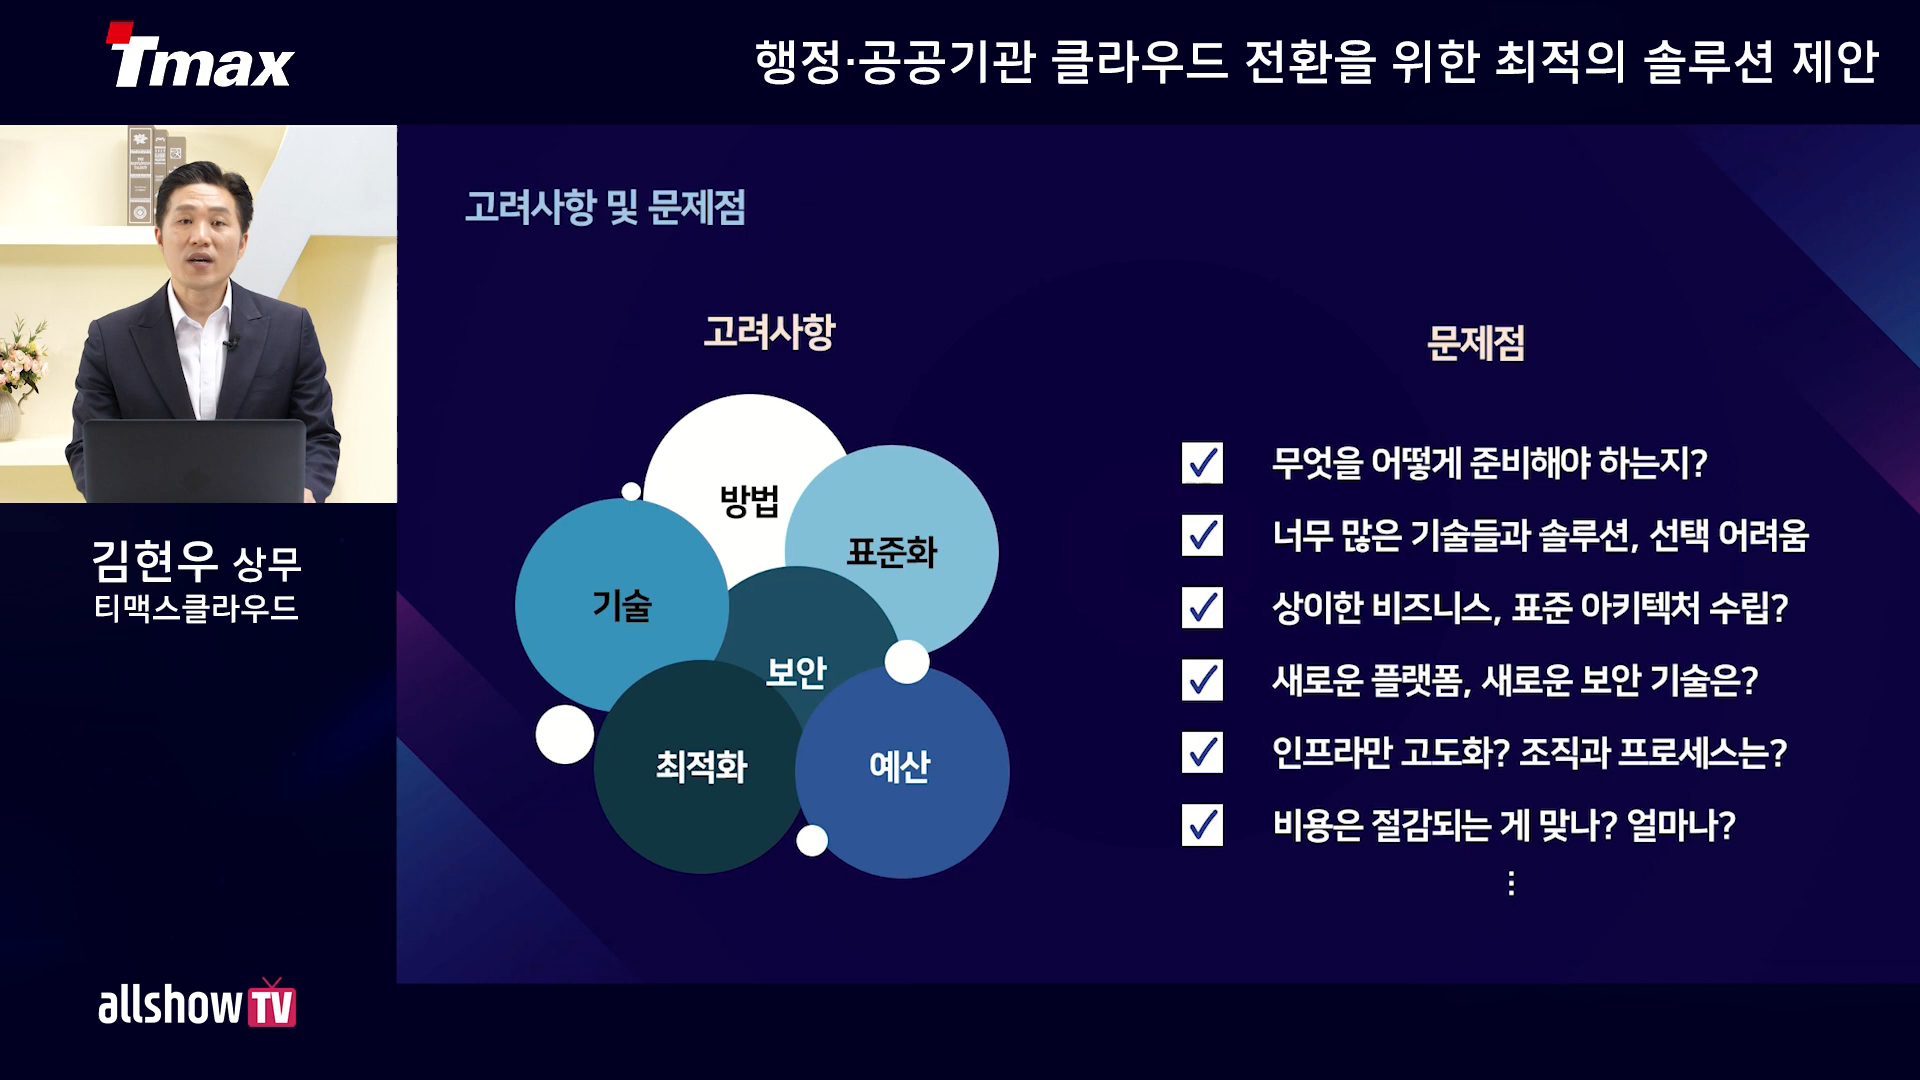 Tmax
행정·공공기관 클라우드 전환을 위한 최적의 솔루션 제안
고려사항 및 문제점
고려사항
방법
표준화
기술
보안
최적화
예산
문제점
무엇을 어떻게 준비해야 하는지?
너무 많은 기술들과 솔루션, 선택 어려움
상이한 비즈니스, 표준 아키텍처 수립?
새로운 플랫폼, 새로운 보안 기술은?
인프라만 고도화? 조직과 프로세스는?
비용은 절감되는 게 맞나? 얼마나?
⋮
김현우 상무
티맥스클라우드
allshow TV